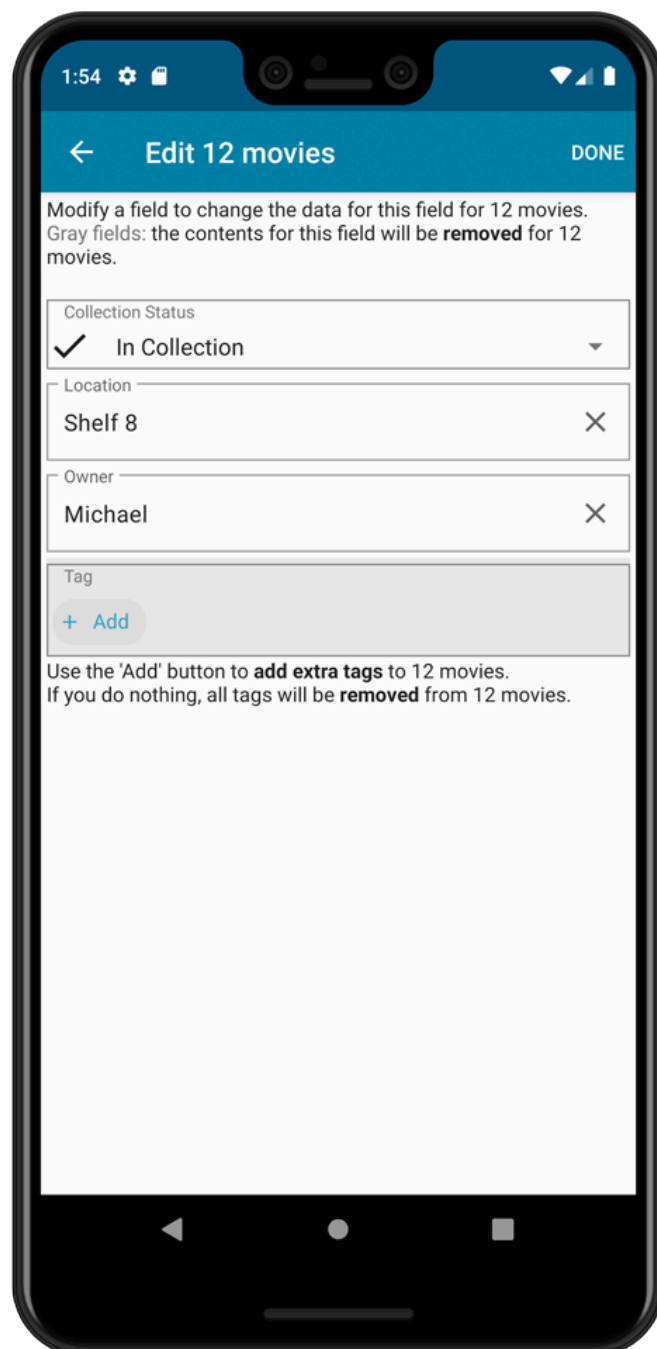 1:54
Edit 12 movies
DONE
Modify a field to change the data for this field for 12 movies.
Gray fields: the contents for this field will be removed for 12
movies.
Collection Status
In Collection
Location
Shelf 8
Owner
Michael
Tag
+ Add
Use the 'Add' button to add extra tags to 12 movies.
If you do nothing, all tags will be removed from 12 movies.